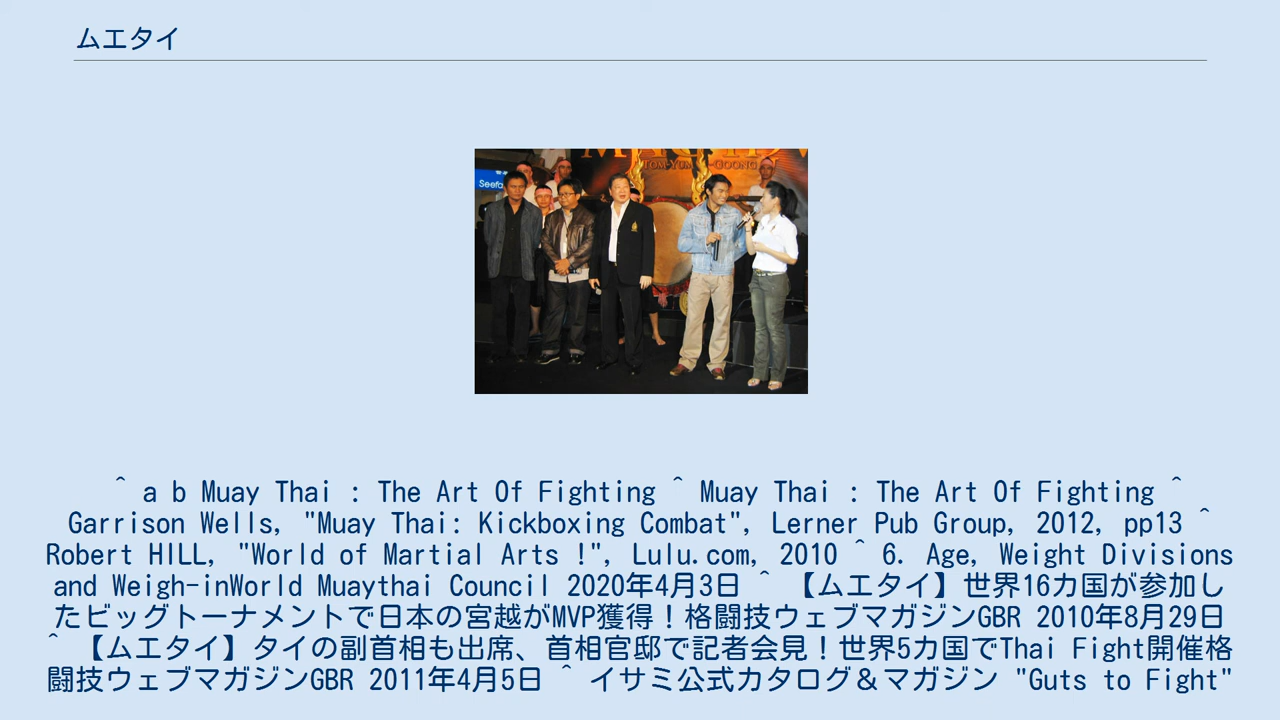 ムエタイ
TOM-YUM-GOONG
Seefa
^ a b Muay Thai : The Art Of Fighting ^ Muay Thai : The Art Of Fighting ^
Garrison Wells, "Muay Thai: Kickboxing Combat", Lerner Pub Group, 2012, pp13 ^
Robert HILL, "World of Martial Arts !", Lulu.com, 2010 ^ 6. Age, Weight Divisions
and Weigh-inWorld Muaythai Council 2020年4月3日 ^ 【ムエタイ】世界16カ国が参加し
たビッグトーナメントで日本の宮越がMVP獲得！格闘技ウェブマガジンGBR 2010年8月29日
^ 【ムエタイ】タイの副首相も出席、首相官邸で記者会見！世界5カ国でThai Fight開催格
闘技ウェブマガジンGBR 2011年4月5日 ^ イサミ公式カタログ＆マガジン "Guts to Fight"